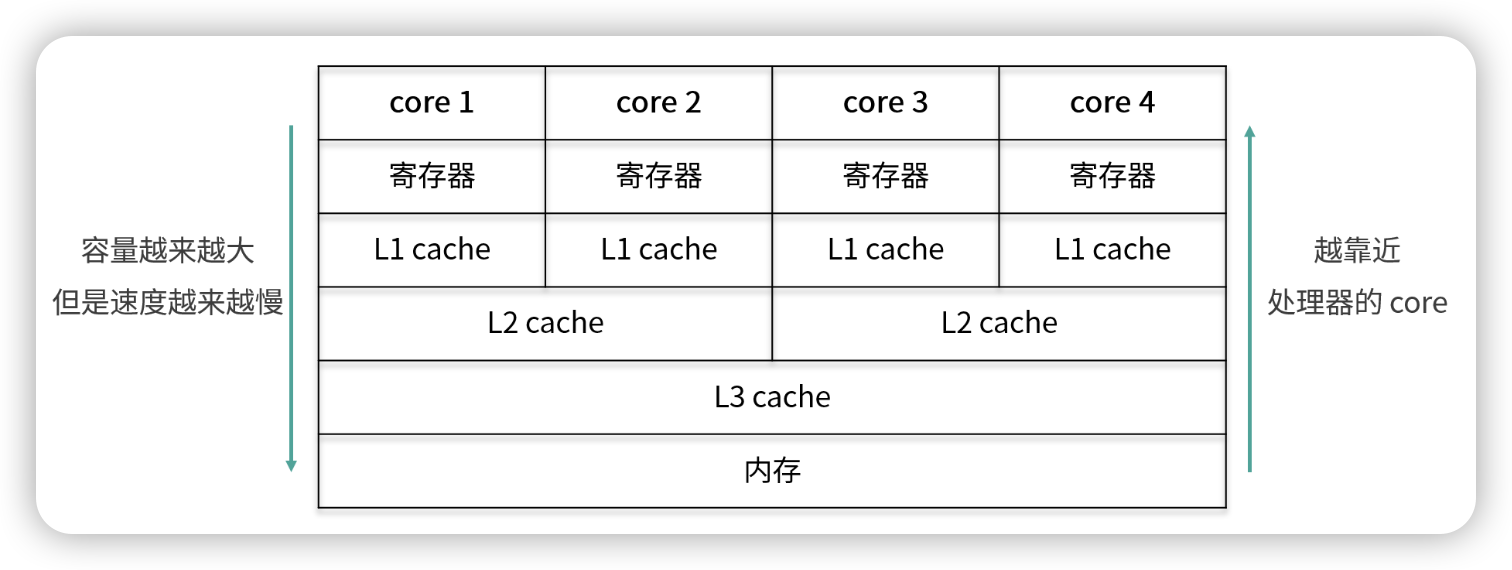 core 1 core 2 core 3 core 4
寄存器 寄存器 寄存器 寄存器
L1 cache L1 cache L1 cache L1 cache
L2 cache L2 cache
L3 cache
内存
容量越来越大
但是速度越来越慢
越靠近
处理器的 core